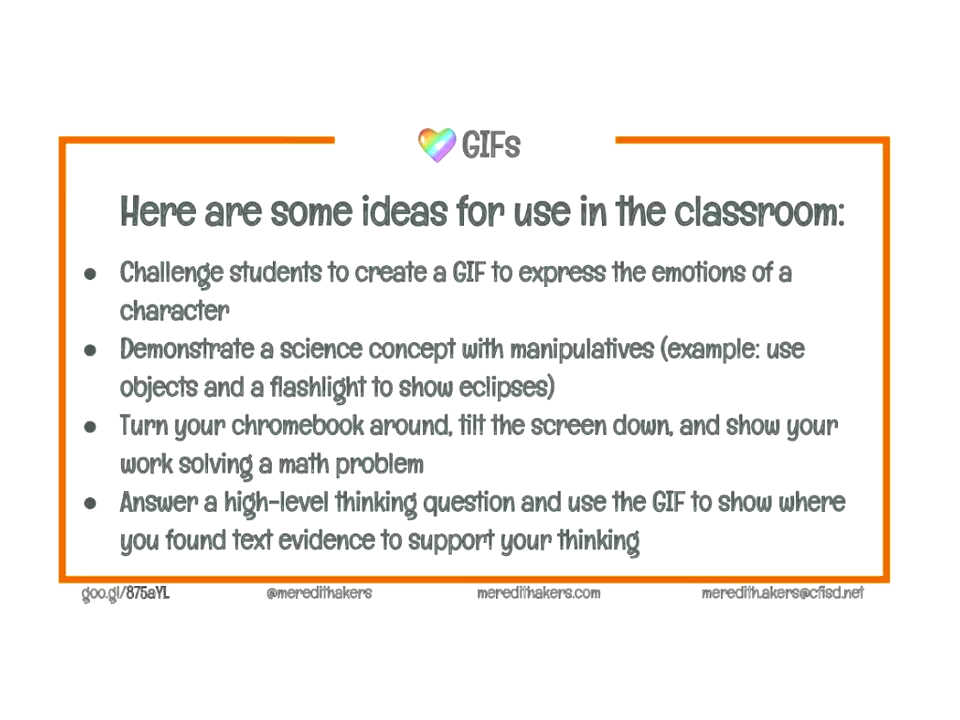 GIFs
Here are some ideas for use in the classroom:
● Challenge students to create a GIF to express the emotions of a
character
● Demonstrate a science concept with manipulatives (example: use
objects and a flashlight to show eclipses)
● Turn your chromebook around, tilt the screen down, and show your
work solving a math problem
● Answer a high-level thinking question and use the GIF to show where
you found text evidence to support your thinking
goo.gl/875aYL @meredithakers meredithakers.com meredith.akers@cfisd.net